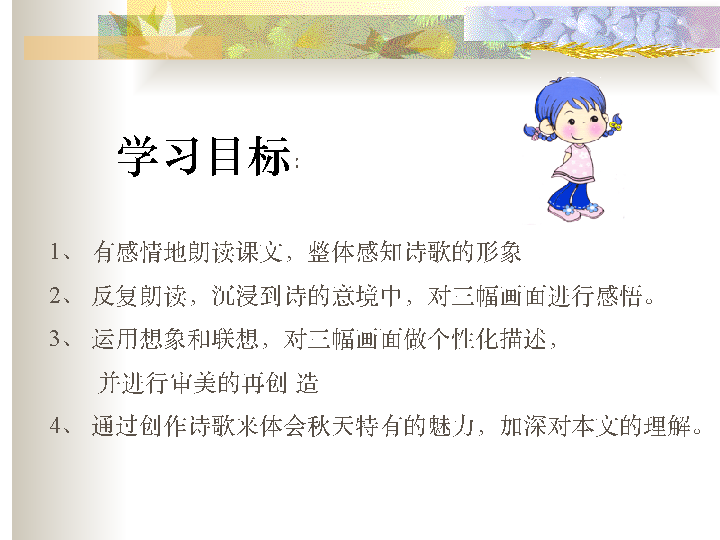 学习目标：
1、 有感情地朗读课文，整体感知诗歌的形象
2、 反复朗读，沉浸到诗的意境中，对三幅画面进行感悟。
3、 运用想象和联想，对三幅画面做个性化描述，
并进行审美的再创 造
4、 通过创作诗歌来体会秋天特有的魅力，加深对本文的理解。